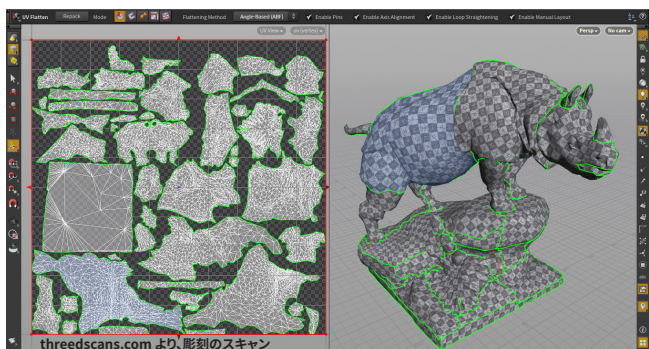 UV Flatten Repack Mode Flattening Method Angle-Based (ABF) Enable Pins Enable Axis Alignment Enable Loop Straightening Enable Manual Layout
UV View uv (vertex) Persp No cam
threedscans.com より、彫刻のスキャン